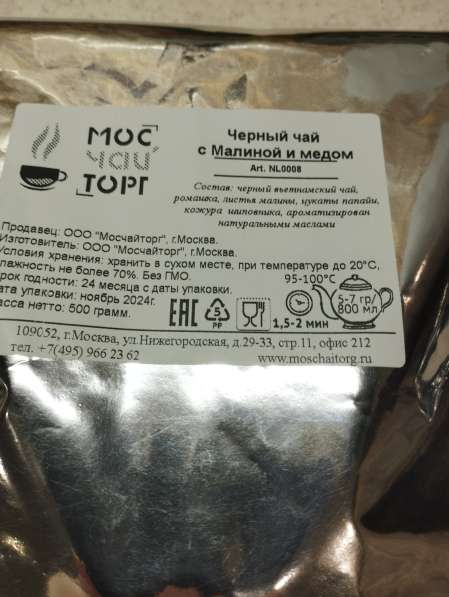 МОС
ЧАЙ
ТОРГ
Черный чай
с Малиной и медом
Art. NL0008
Состав: черный вьетнамский чай,
ромашка, листья малины, цукаты папайи,
кожура шиповника, ароматизирован
натуральными маслами
Продавец: ООО "Мосчайторг", г.Москва.
Изготовитель: ООО "Мосчайторг", г.Москва.
Условия хранения: хранить в сухом месте, при температуре до 20°C,
влажность не более 70%. Без ГМО.
рок годности: 24 месяца с даты упаковки.
ата упаковки: ноябрь 2024г.
асса нетто: 500 грамм.
95-100°C
5-7 гр/
800 мл
EAC
5
PP
1,5-2 мин
109052, г.Москва, ул.Нижегородская, д.29-33, стр.11, офис 212
тел. +7(495) 966 23 62
www.moschaitorg.ru